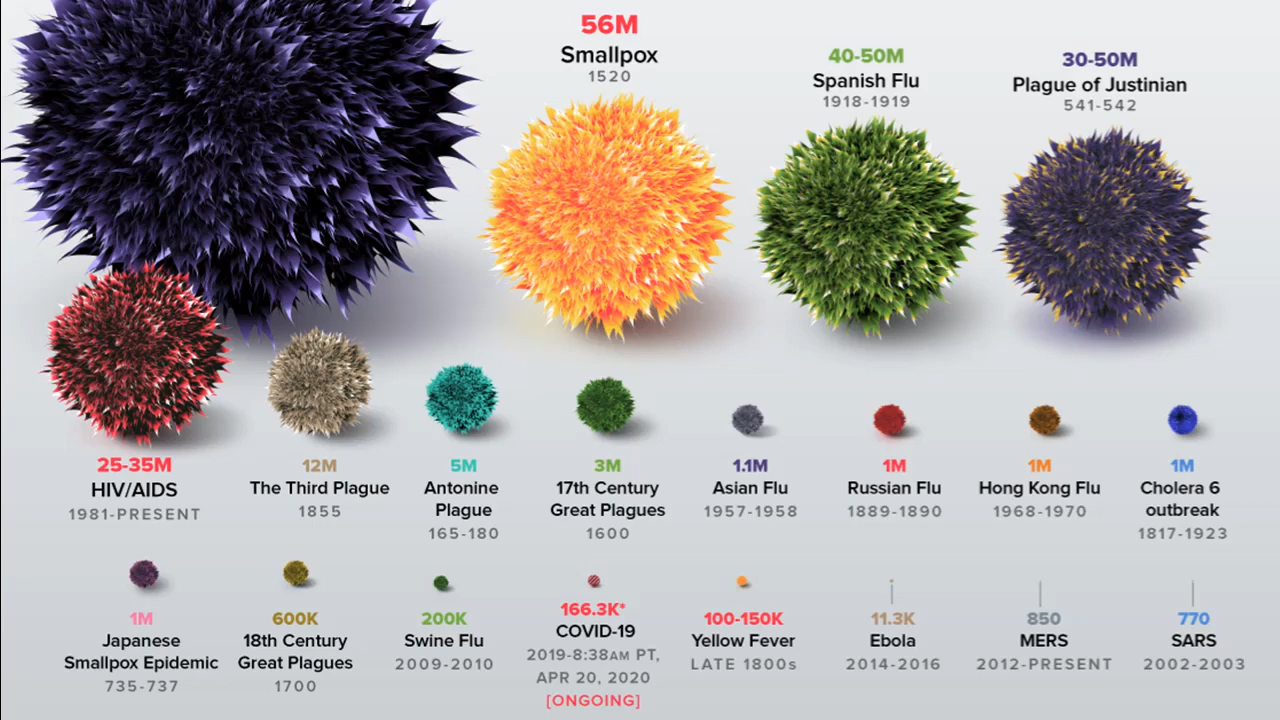 56M
Smallpox
1520
40-50M
Spanish Flu
1918-1919
30-50M
Plague of Justinian
541-542
25-35M
HIV/AIDS
1981-PRESENT
12M
The Third Plague
1855
5M
Antonine
Plague
165-180
3M
17th Century
Great Plagues
1600
1.1M
Asian Flu
1957-1958
1M
Russian Flu
1889-1890
1M
Hong Kong Flu
1968-1970
1M
Cholera 6
outbreak
1817-1923
1M
Japanese
Smallpox Epidemic
735-737
600K
18th Century
Great Plagues
1700
200K
Swine Flu
2009-2010
166.3K*
COVID-19
2019-8:38AM PT,
APR 20, 2020
[ONGOING]
100-150K
Yellow Fever
LATE 1800s
11.3K
Ebola
2014-2016
850
MERS
2012-PRESENT
770
SARS
2002-2003